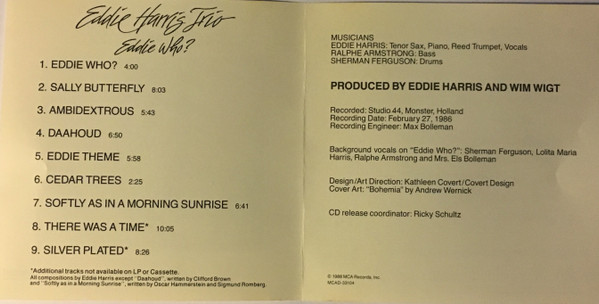 Eddie Harris Trio
Eddie Who?
1. EDDIE WHO? 4:00
2. SALLY BUTTERFLY 8:03
3. AMBIDEXTROUS 5:43
4. DAAHOUD 6:50
5. EDDIE THEME 5:58
6. CEDAR TREES 2:25
7. SOFTLY AS IN A MORNING SUNRISE 6:41
8. THERE WAS A TIME* 10:05
9. SILVER PLATED* 8:26
*Additional tracks not available on LP or Cassette.
All compositions by Eddie Harris except "Daahoud", written by Clifford Brown
and "Softly as in a Morning Sunrise", written by Oscar Hammerstein and Sigmund Romberg.
MUSICIANS
EDDIE HARRIS: Tenor Sax, Piano, Reed Trumpet, Vocals
RALPHE ARMSTRONG: Bass
SHERMAN FERGUSON: Drums
PRODUCED BY EDDIE HARRIS AND WIM WIGT
Recorded: Studio 44, Monster, Holland
Recording Date: February 27, 1986
Recording Engineer: Max Bolleman
Background vocals on "Eddie Who?": Sherman Ferguson, Lolita Maria
Harris, Ralphe Armstrong and Mrs. Els Bolleman
Design/Art Direction: Kathleen Covert/Covert Design
Cover Art: "Bohemia" by Andrew Wernick
CD release coordinator: Ricky Schultz
© 1986 MCA Records, Inc.
MCAD-33104